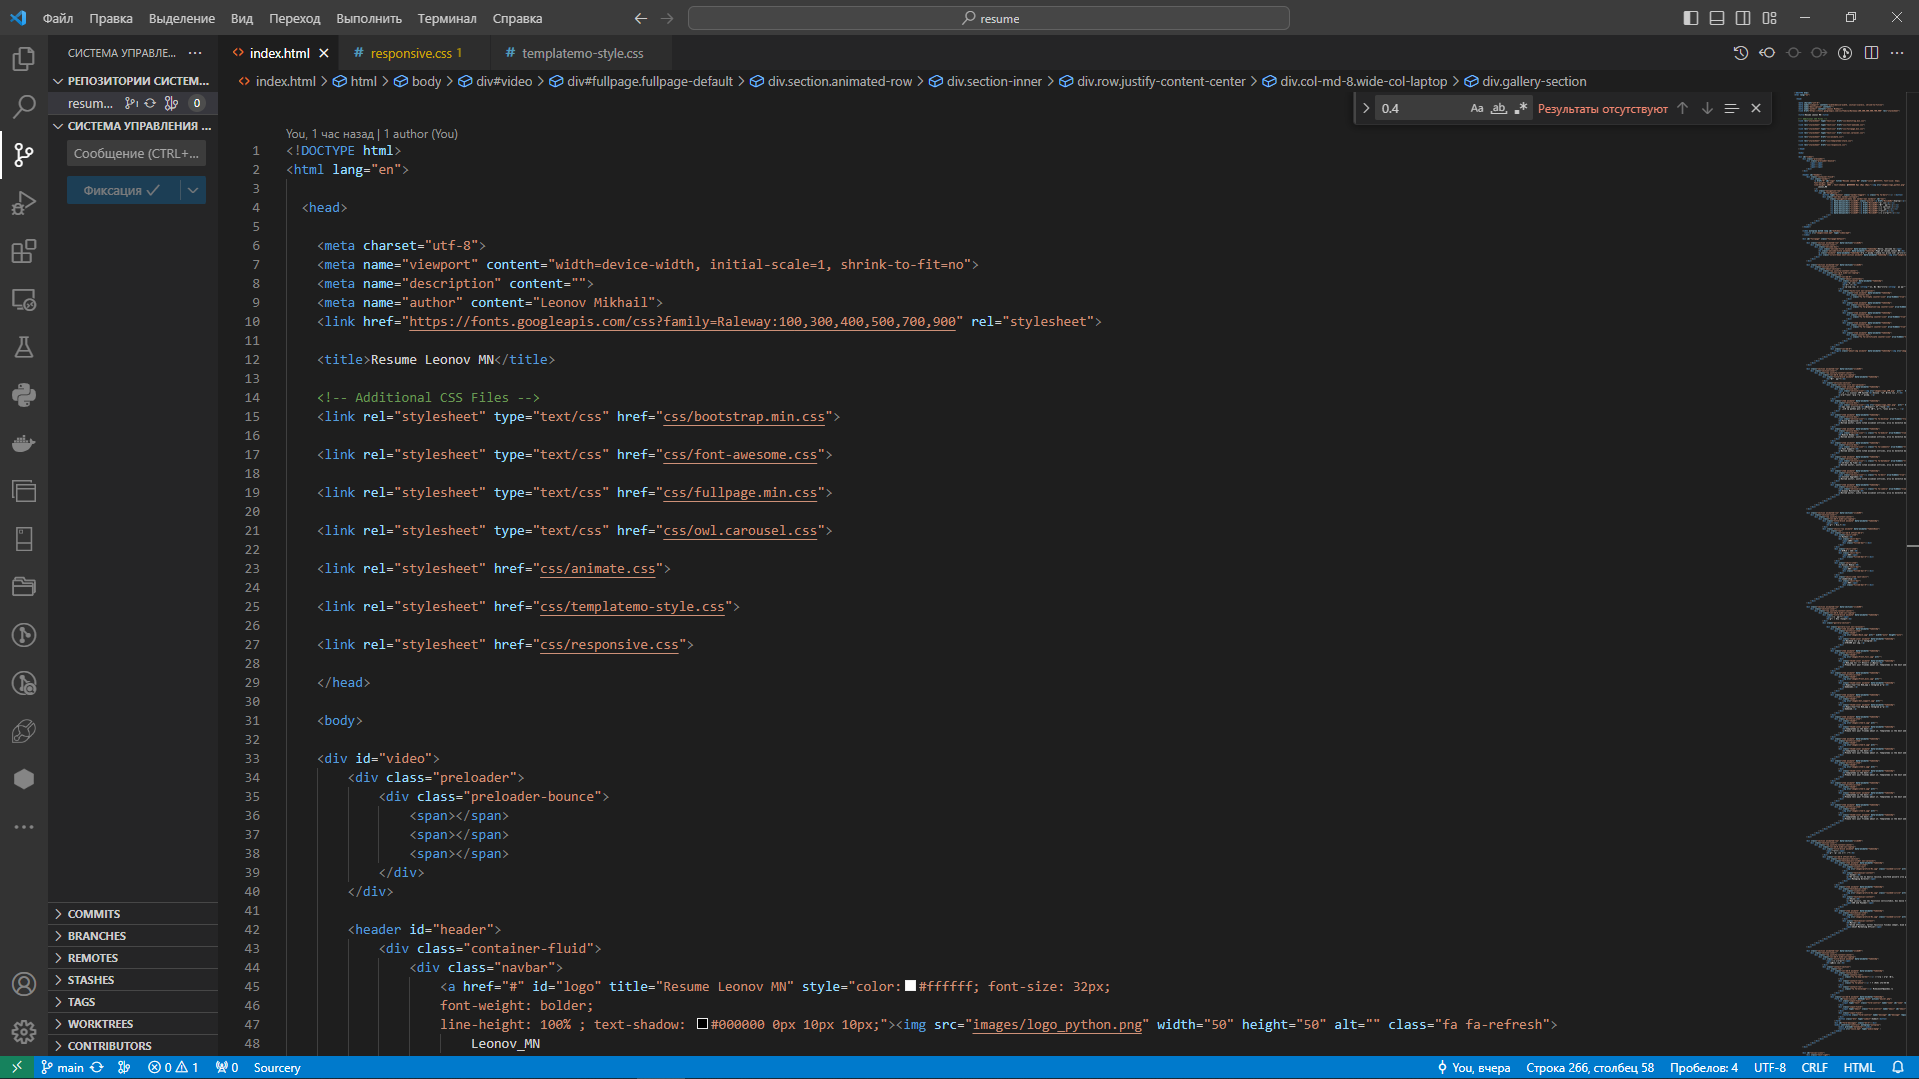 Файл Правка Выделение Вид Переход Выполнить Терминал Справка resume
СИСТЕМА УПРАВЛЕ...
РЕПОЗИТОРИИ СИСТЕМ...
resum... 0
СИСТЕМА УПРАВЛЕНИЯ ...
Сообщение (CTRL+...
Фиксация
COMMITS
BRANCHES
REMOTES
STASHES
TAGS
WORKTREES
CONTRIBUTORS
index.html responsive.css 1 templatemo-style.css
index.html > html > body > div#video > div#fullpage.fullpage-default > div.section.animated-row > div.section-inner > div.row.justify-content-center > div.col-md-8.wide-col-laptop > div.gallery-section
0.4 Aa ab Результаты отсутствуют
You, 1 час назад | 1 author (You)
1 <!DOCTYPE html>
2 <html lang="en">
3
4 <head>
5
6 <meta charset="utf-8">
7 <meta name="viewport" content="width=device-width, initial-scale=1, shrink-to-fit=no">
8 <meta name="description" content="">
9 <meta name="author" content="Leonov Mikhail">
10 <link href="https://fonts.googleapis.com/css?family=Raleway:100,300,400,500,700,900" rel="stylesheet">
11
12 <title>Resume Leonov MN</title>
13
14 <!-- Additional CSS Files -->
15 <link rel="stylesheet" type="text/css" href="css/bootstrap.min.css">
16
17 <link rel="stylesheet" type="text/css" href="css/font-awesome.css">
18
19 <link rel="stylesheet" type="text/css" href="css/fullpage.min.css">
20
21 <link rel="stylesheet" type="text/css" href="css/owl.carousel.css">
22
23 <link rel="stylesheet" href="css/animate.css">
24
25 <link rel="stylesheet" href="css/templatemo-style.css">
26
27 <link rel="stylesheet" href="css/responsive.css">
28
29 </head>
30
31 <body>
32
33 <div id="video">
34 <div class="preloader">
35 <div class="preloader-bounce">
36 <span></span>
37 <span></span>
38 <span></span>
39 </div>
40 </div>
41
42 <header id="header">
43 <div class="container-fluid">
44 <div class="navbar">
45 <a href="#" id="logo" title="Resume Leonov MN" style="color: #ffffff; font-size: 32px;
46 font-weight: bolder;
47 line-height: 100% ; text-shadow: #000000 0px 10px 10px;"><img src="images/logo_python.png" width="50" height="50" alt="" class="fa fa-refresh">
48 Leonov_MN
main 0 1 0 Sourcery You, вчера Строка 266, столбец 58 Пробелов: 4 UTF-8 CRLF HTML